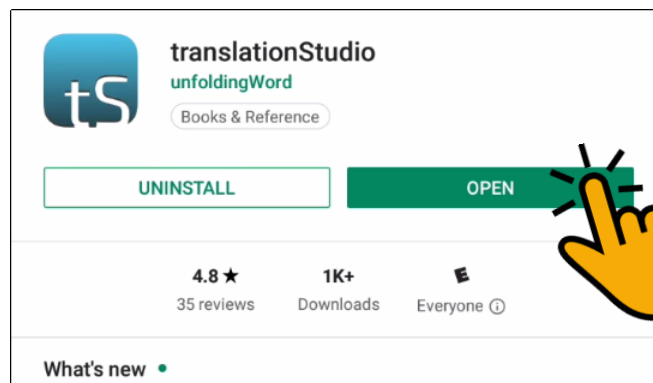 tS
translationStudio
unfoldingWord
Books & Reference
UNINSTALL OPEN
4.8 ★ 1K+ E
35 reviews Downloads Everyone
What's new